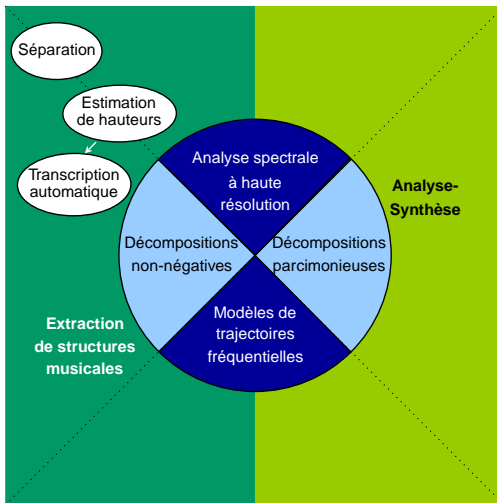 Séparation
Estimation
de hauteurs
Transcription
automatique
Analyse spectrale
à haute
résolution
Analyse-
Synthèse
Décompositions
non-négatives
Décompositions
parcimonieuses
Modèles de
trajectoires
fréquentielles
Extraction
de structures
musicales